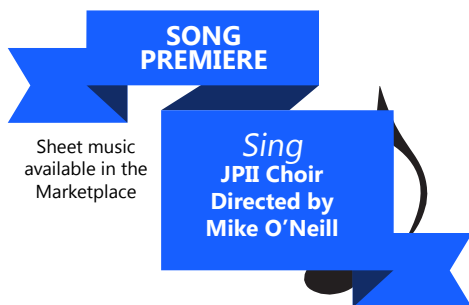 SONG
PREMIERE
Sheet music
available in the
Marketplace
Sing
JPII Choir
Directed by
Mike O’Neill